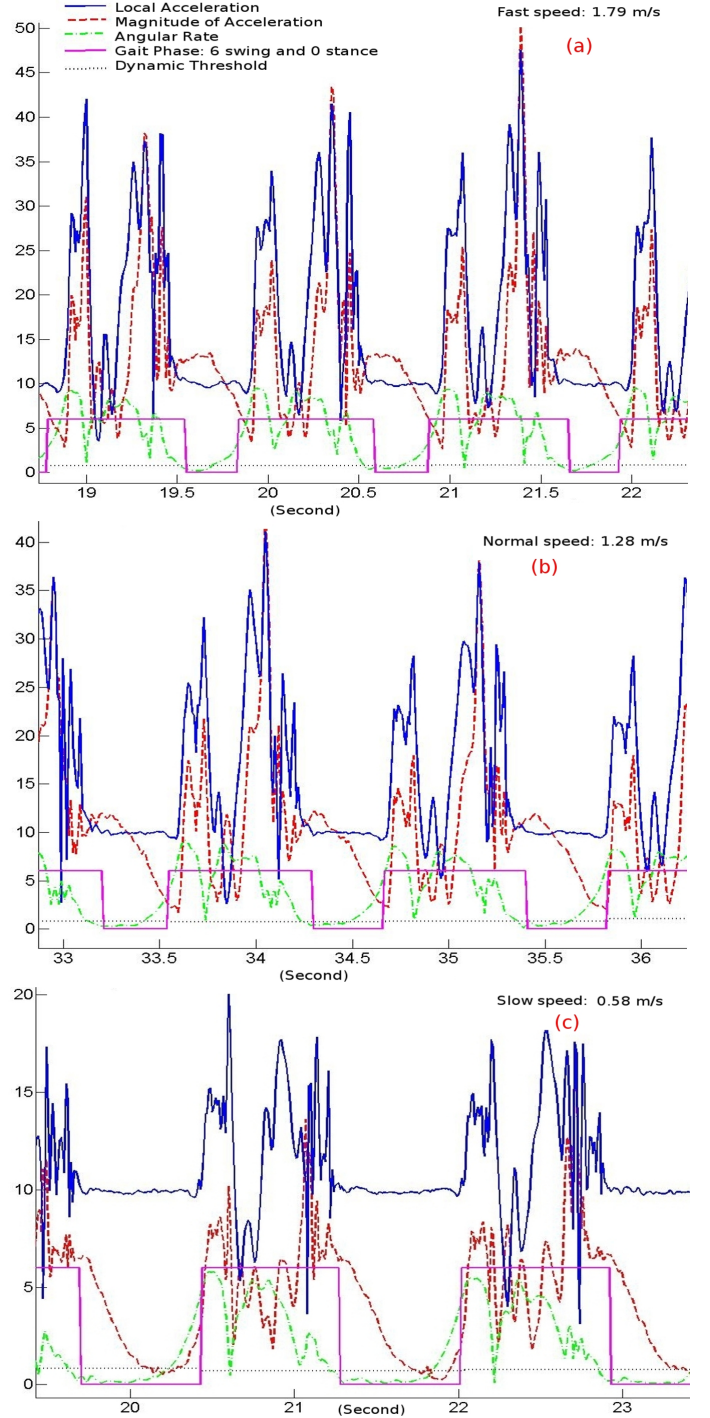 Local Acceleration
Magnitude of Acceleration
Angular Rate
Gait Phase: 6 swing and 0 stance
Dynamic Threshold
Fast speed: 1.79 m/s
(a)
50
45
40
35
30
25
20
15
10
5
0
19 19.5 20 20.5 21 21.5 22
(Second)
Normal speed: 1.28 m/s
(b)
40
35
30
25
20
15
10
5
0
33 33.5 34 34.5 35 35.5 36
(Second)
Slow speed: 0.58 m/s
(c)
20
15
10
5
0
20 21 22 23
(Second)